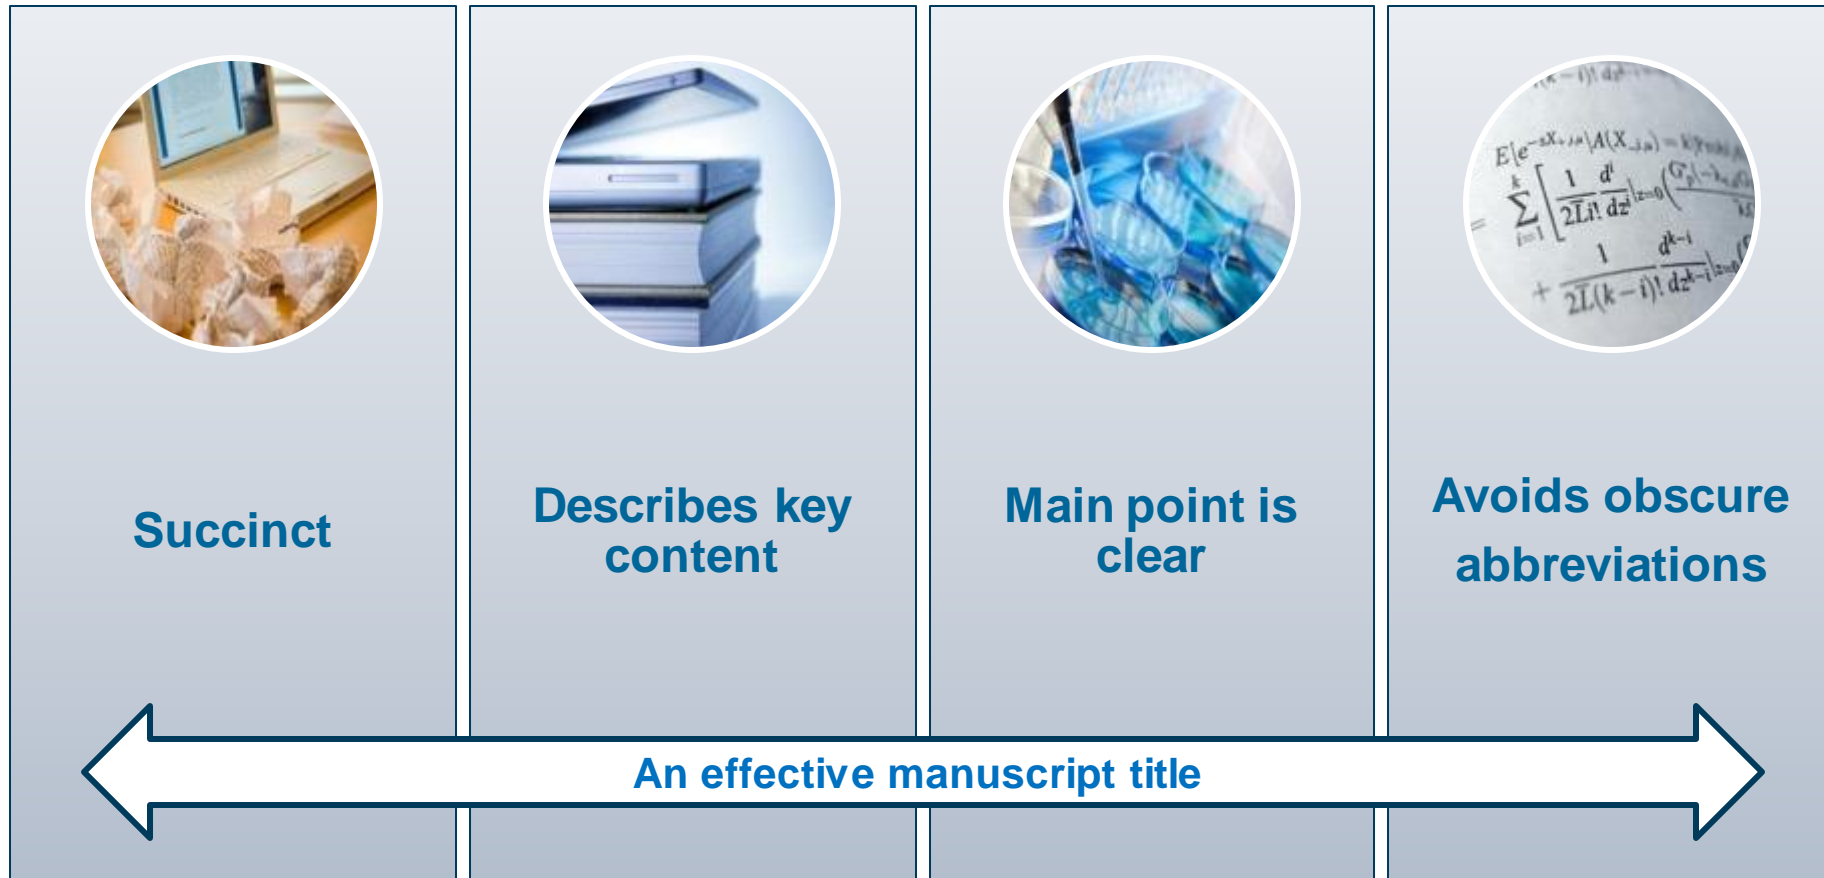 Succinct
Describes key
content
Main point is
clear
Avoids obscure
abbreviations
An effective manuscript title